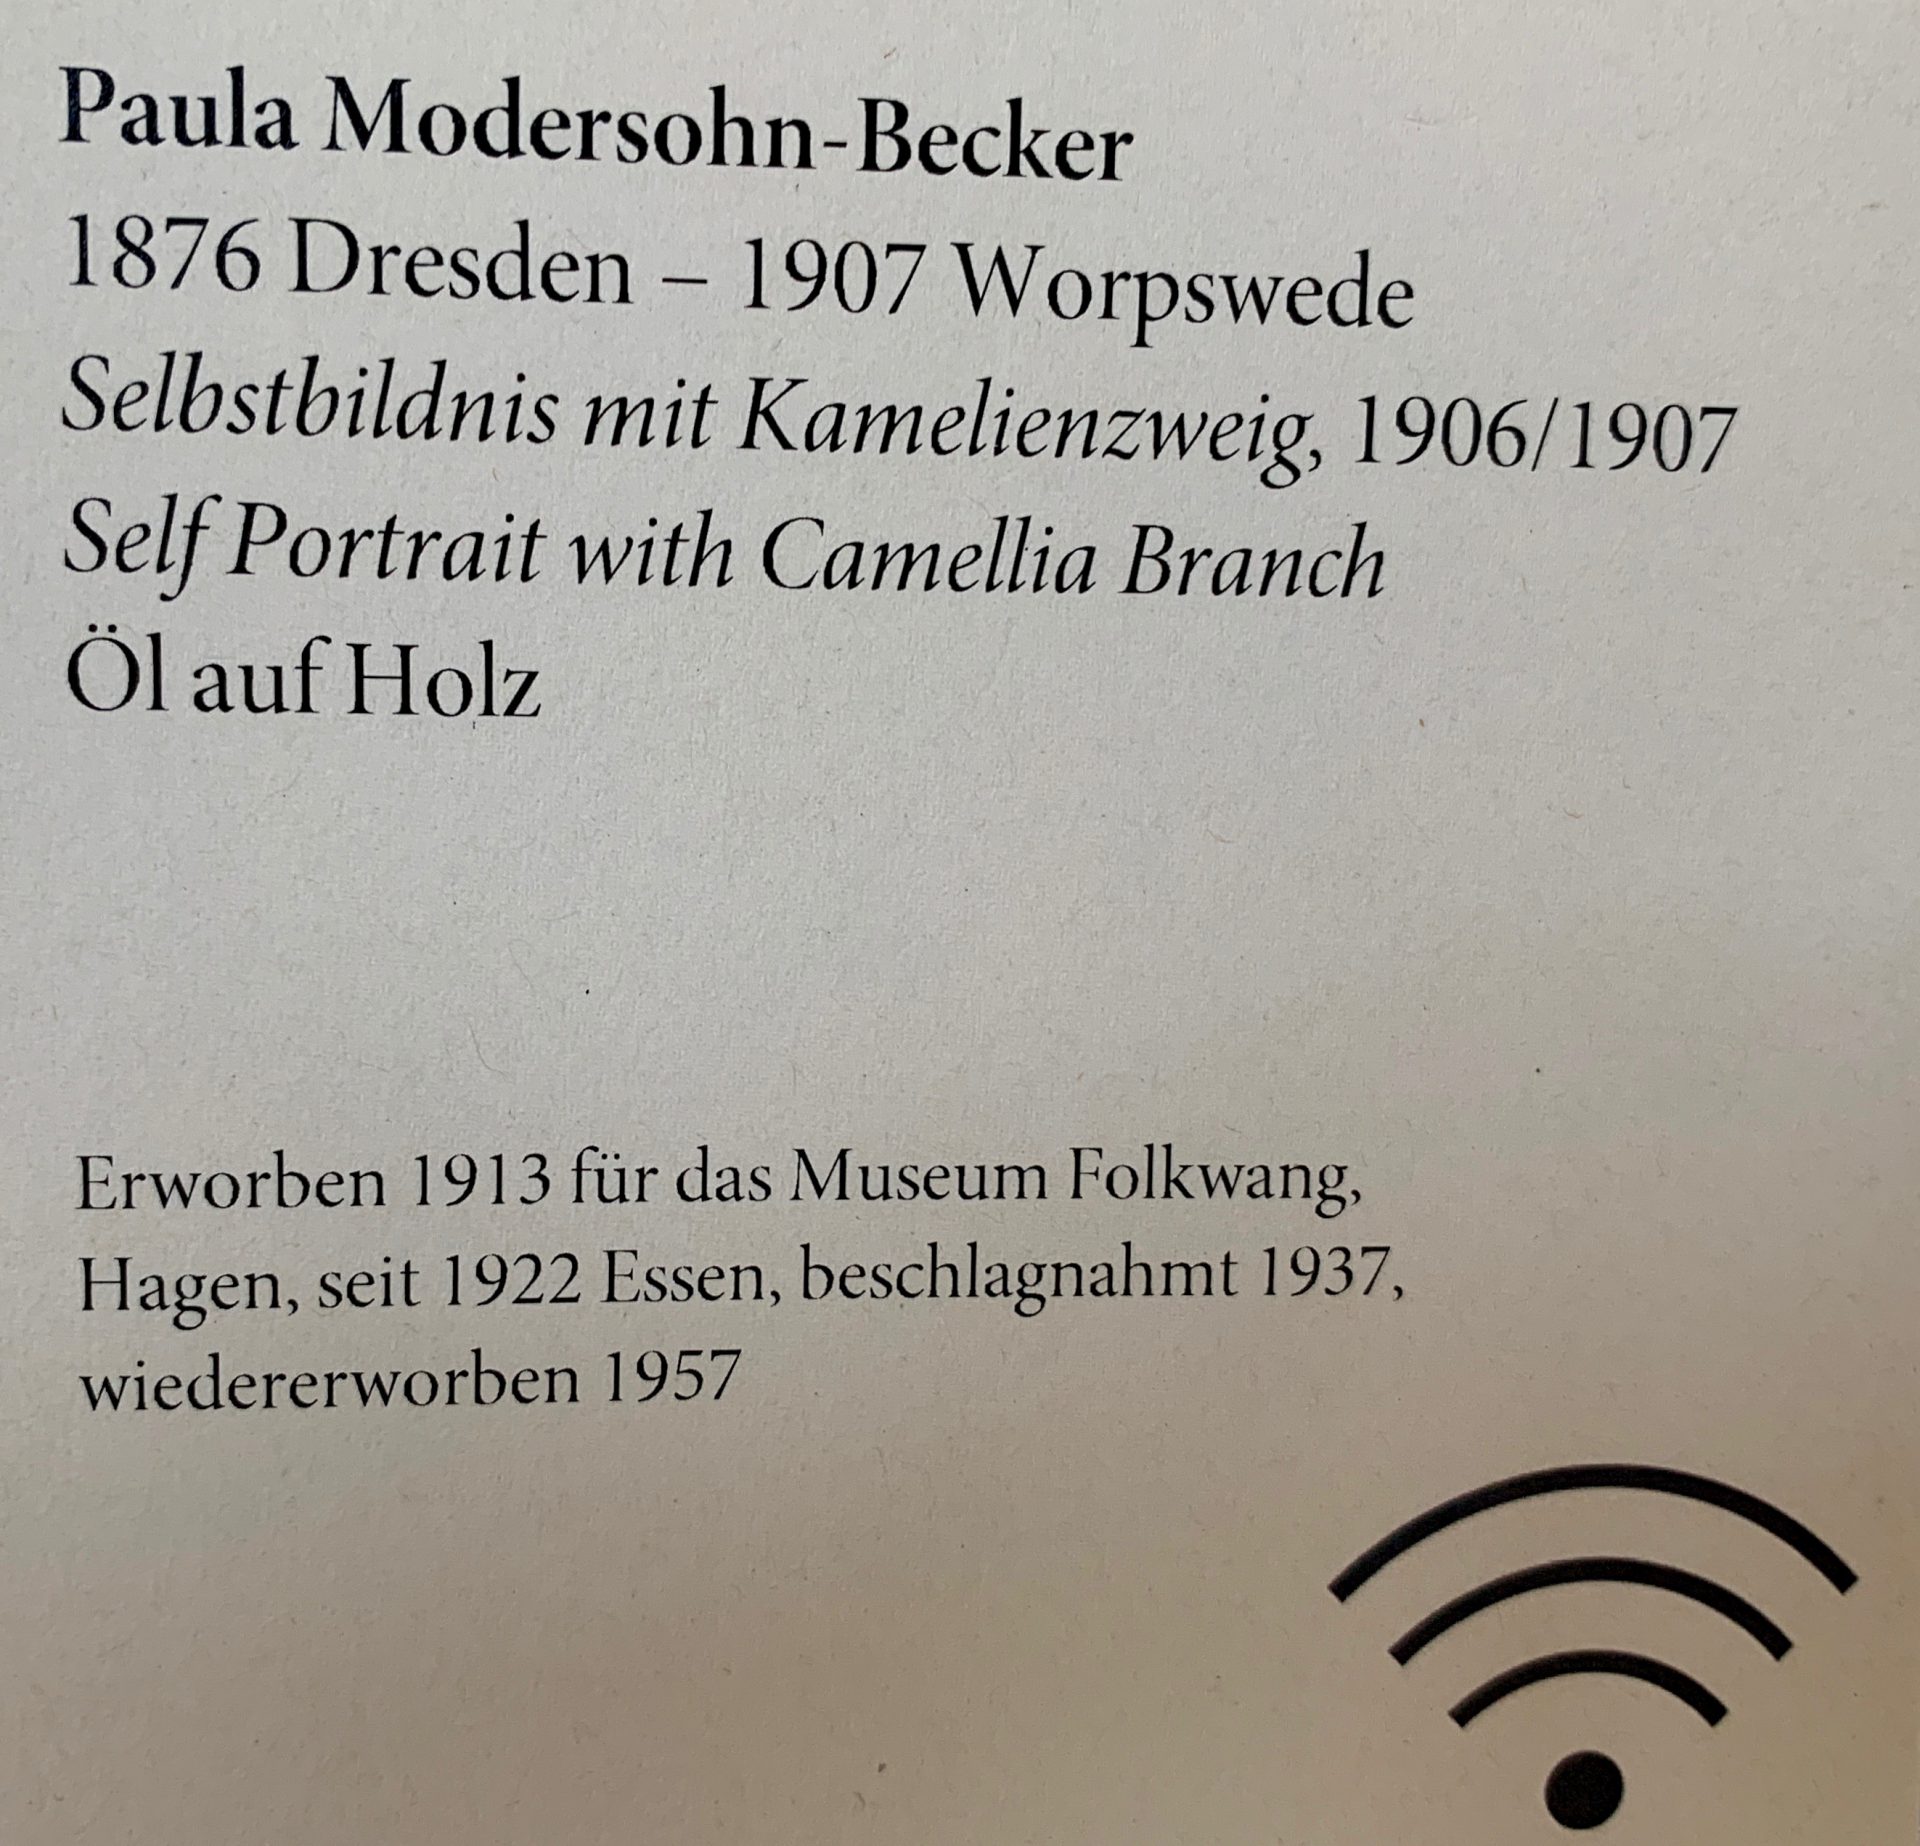 Paula Modersohn-Becker
1876 Dresden – 1907 Worpswede
Selbstbildnis mit Kamelienzweig, 1906/1907
Self Portrait with Camellia Branch
Öl auf Holz
Erworben 1913 für das Museum Folkwang,
Hagen, seit 1922 Essen, beschlagnahmt 1937,
wiedererworben 1957